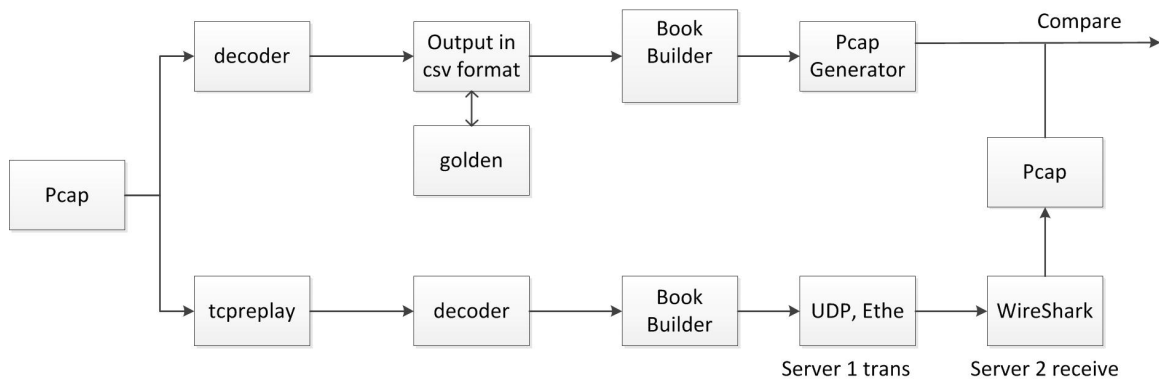 Compare
decoder
Output in
csv format
Book
Builder
Pcap
Generator
golden
Pcap
Pcap
tcpreplay
decoder
Book
Builder
UDP, Ethe
WireShark
Server 1 trans
Server 2 receive